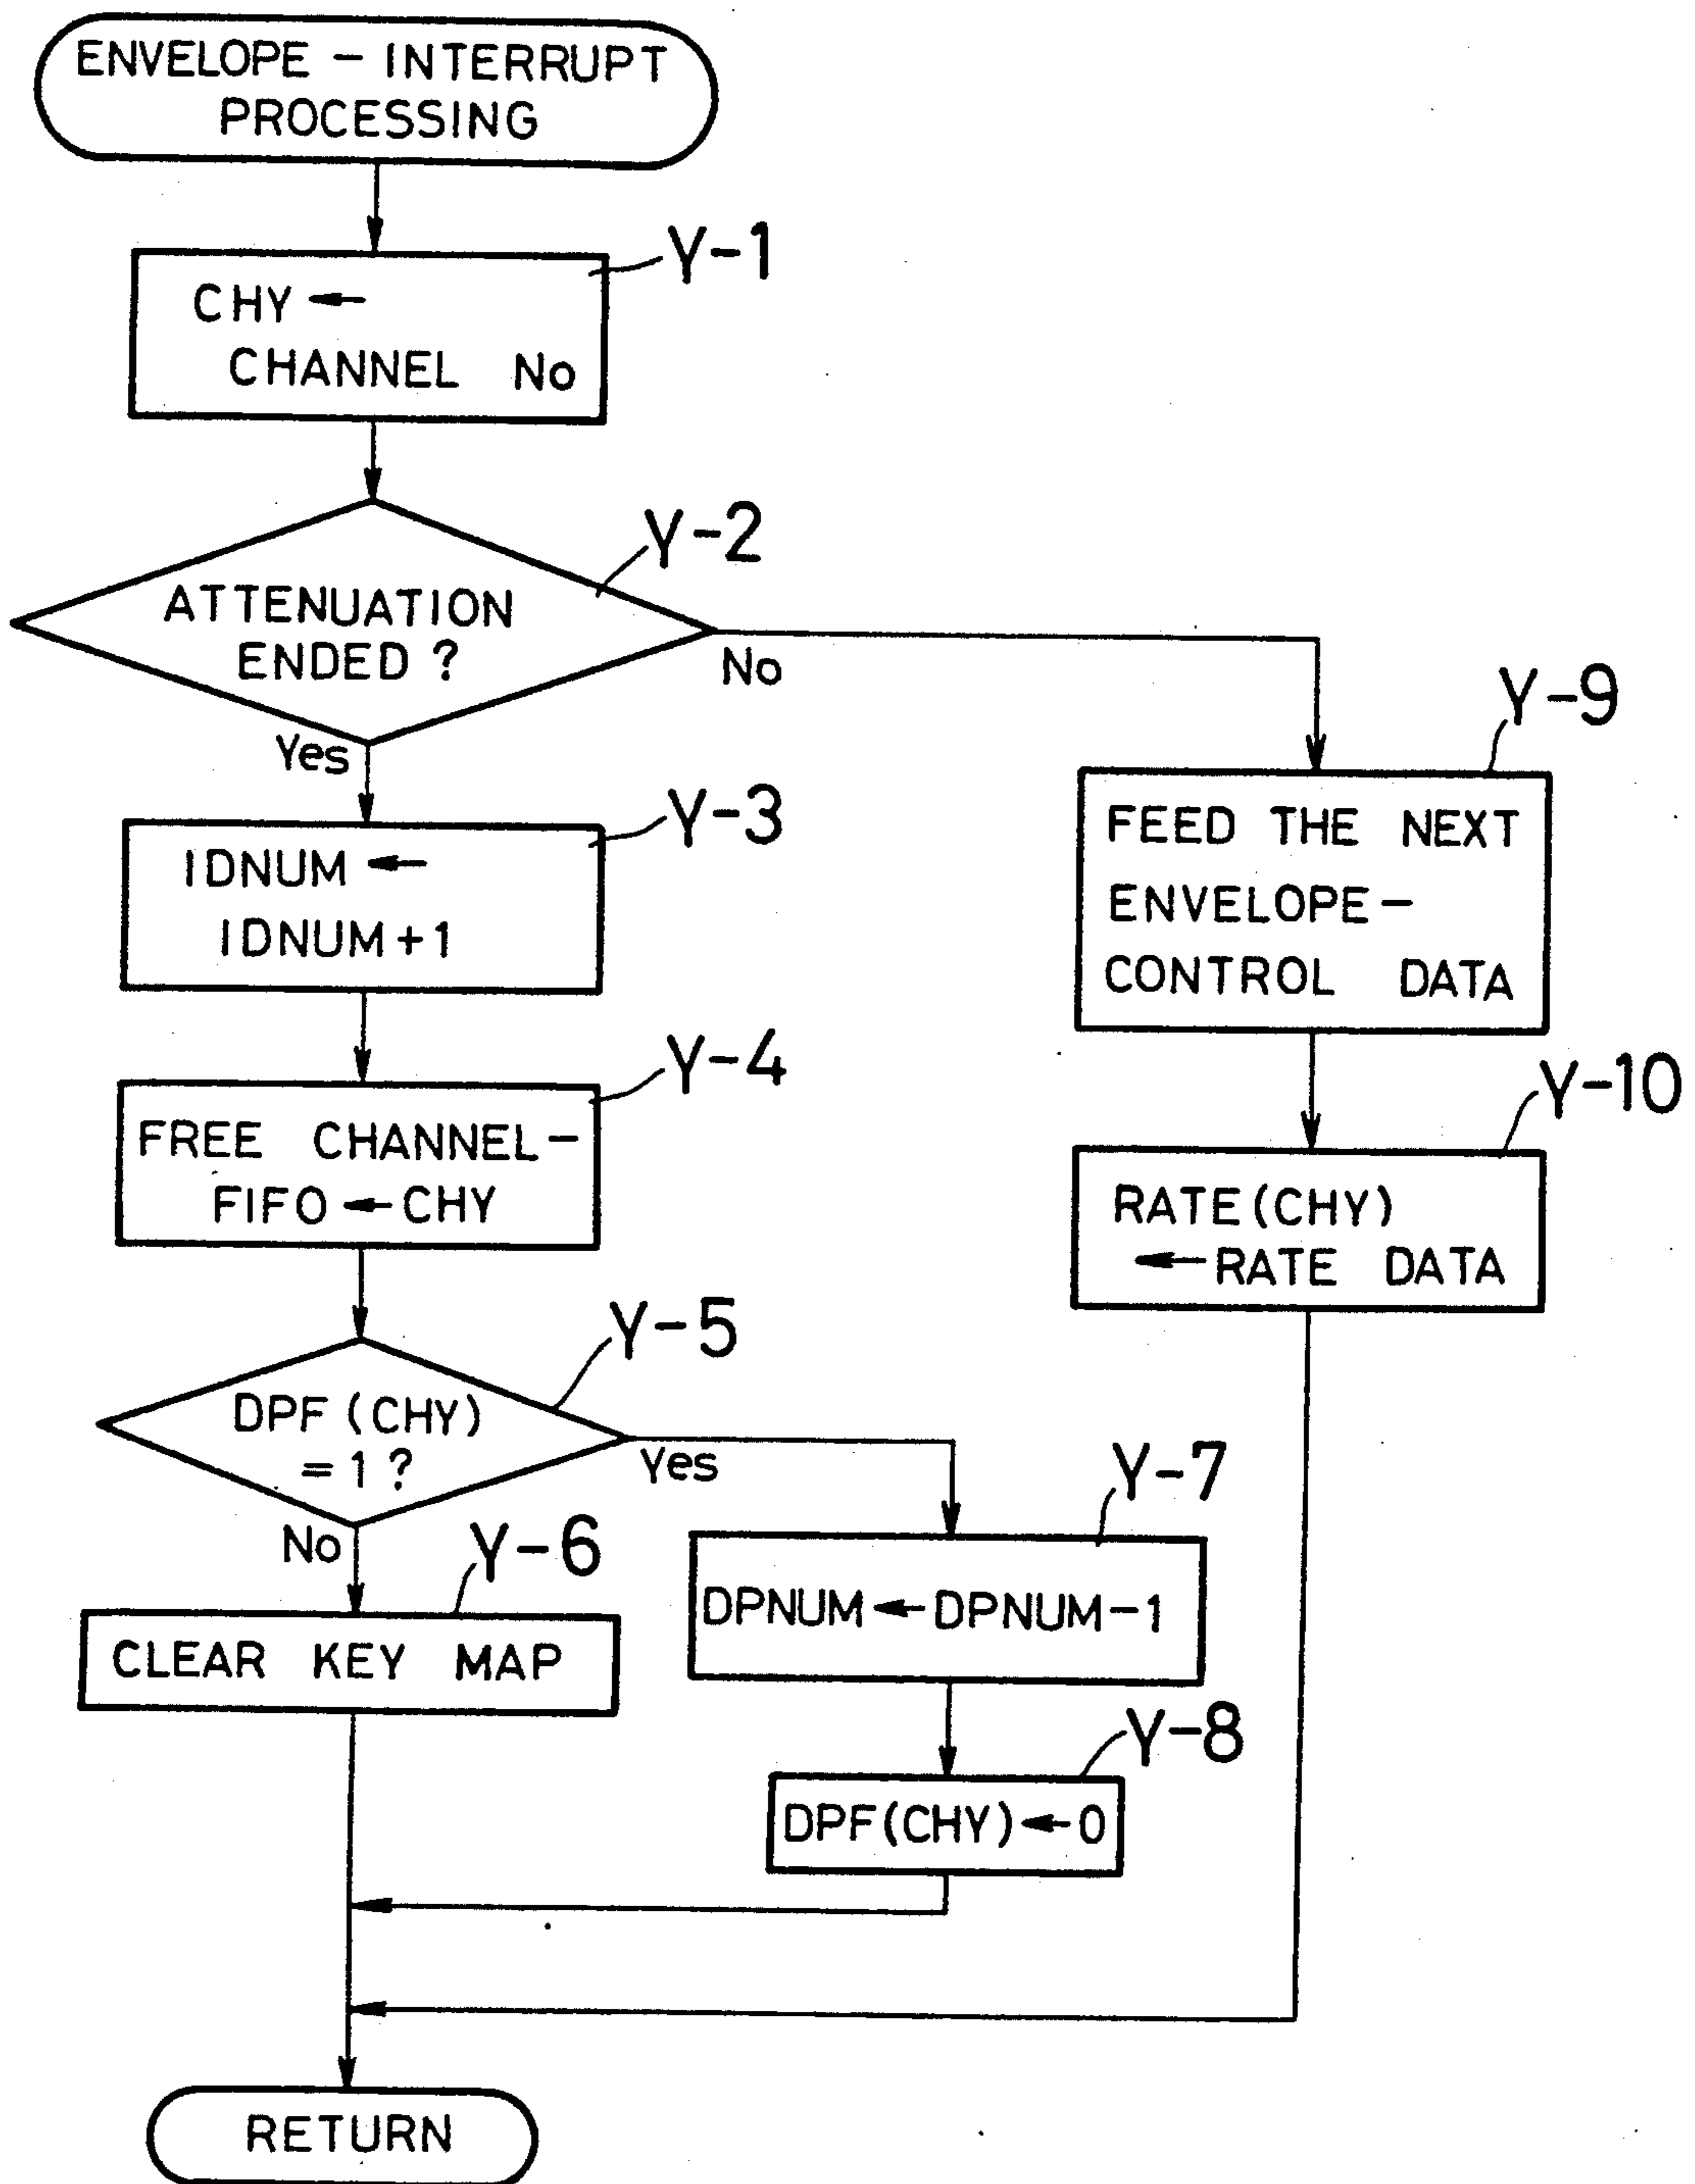 ENVELOPE - INTERRUPT
PROCESSING
Y-1
CHY ←
CHANNEL No
Y-2
ATTENUATION
ENDED ?
No
Yes
Y-3
IDNUM ←
IDNUM+1
Y-4
FREE CHANNEL-
FIFO ← CHY
Y-5
DPF (CHY)
= 1 ?
Yes
No
Y-6
CLEAR KEY MAP
Y-7
DPNUM ← DPNUM-1
Y-8
DPF(CHY) ← 0
Y-9
FEED THE NEXT
ENVELOPE-
CONTROL DATA
Y-10
RATE(CHY)
← RATE DATA
RETURN